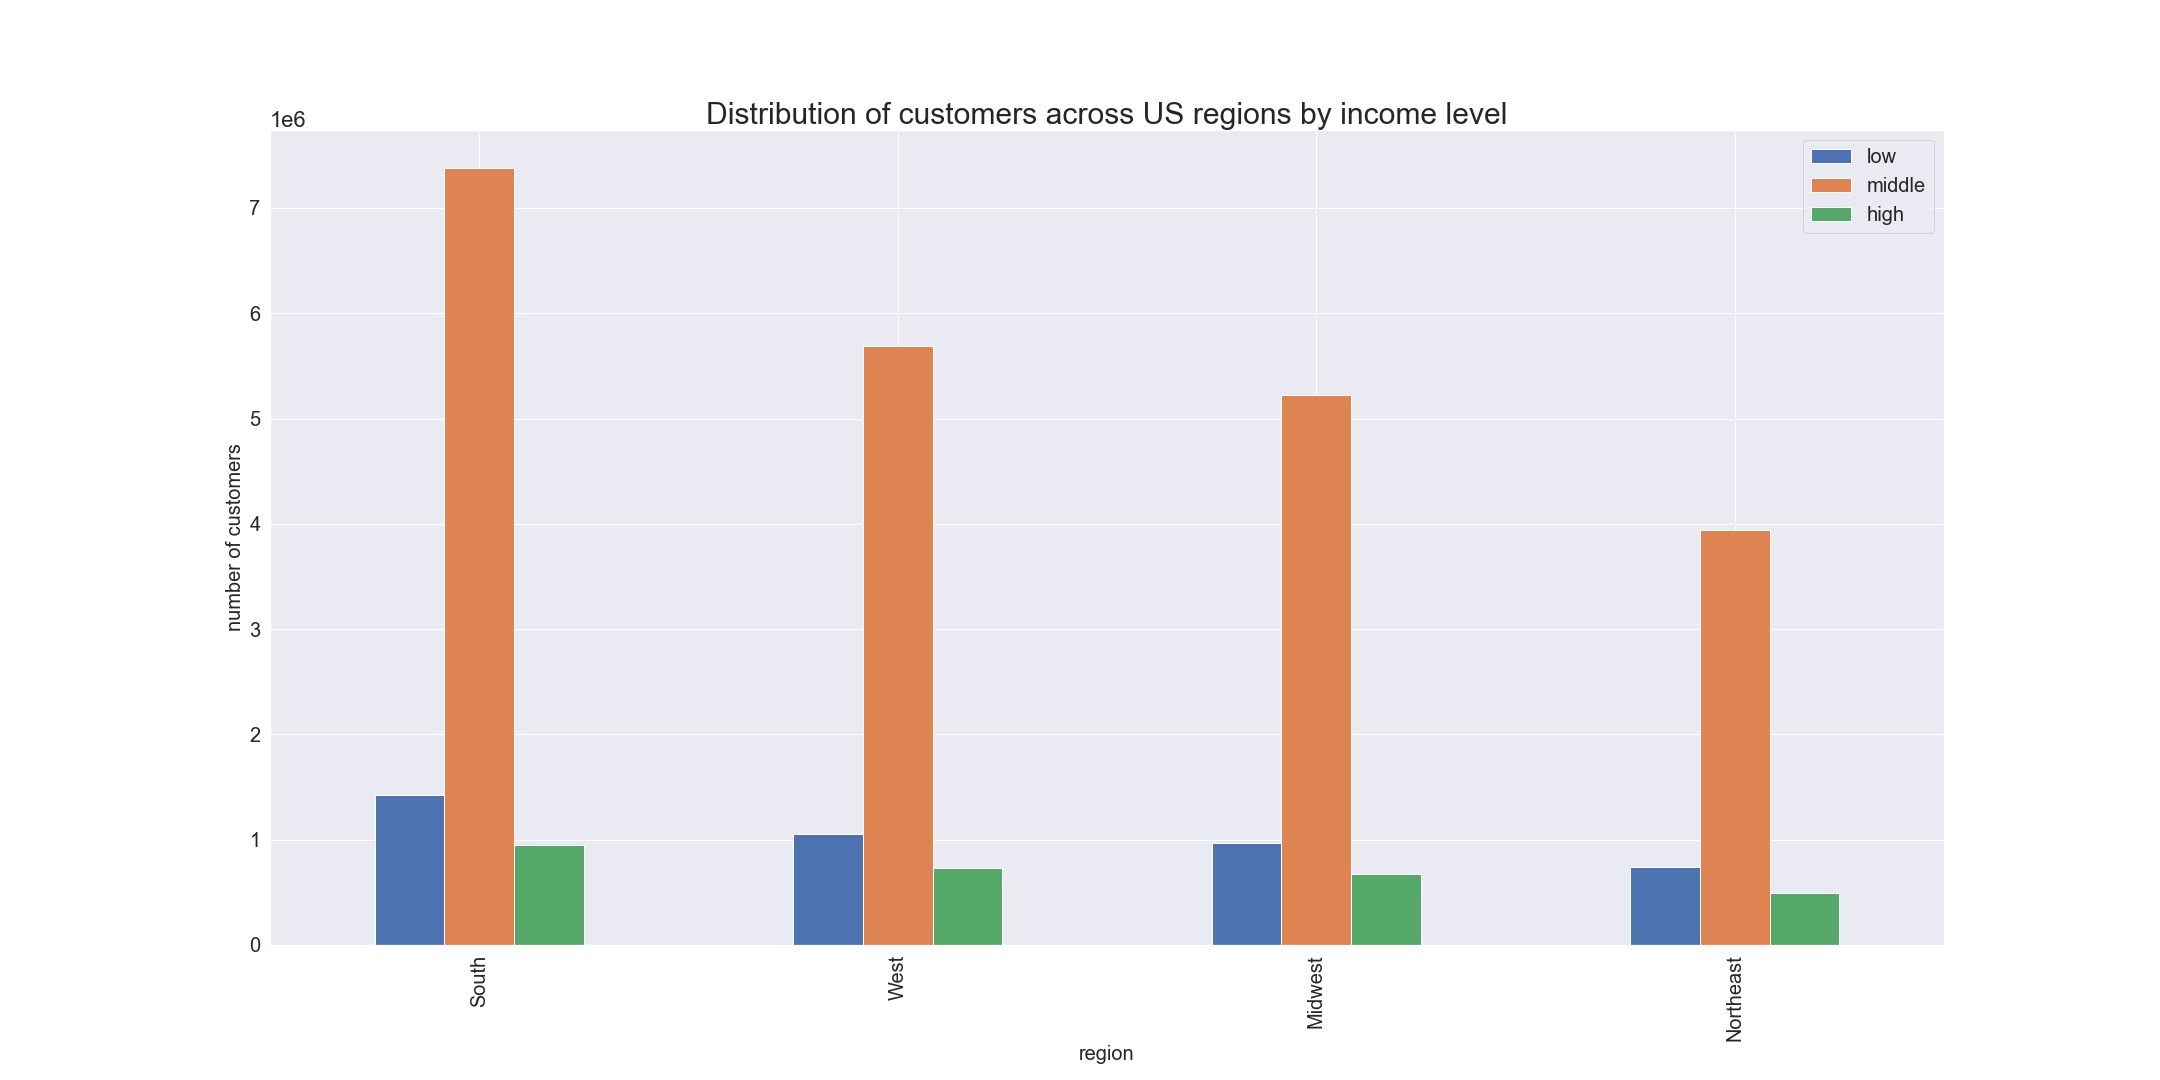 Distribution of customers across US regions by income level
1e6
low
middle
high
7
6
5
4
3
2
1
0
number of customers
South
West
Midwest
Northeast
region